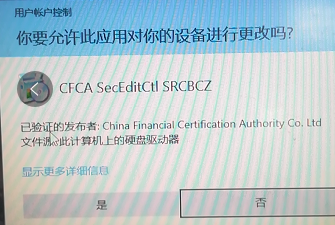 用户帐户控制
你要允许此应用对你的设备进行更改吗?
CFCA SecEditCtl SRCBCZ
已验证的发布者: China Financial Certification Authority Co. Ltd
文件源: 此计算机上的硬盘驱动器
显示更多详细信息
是
否